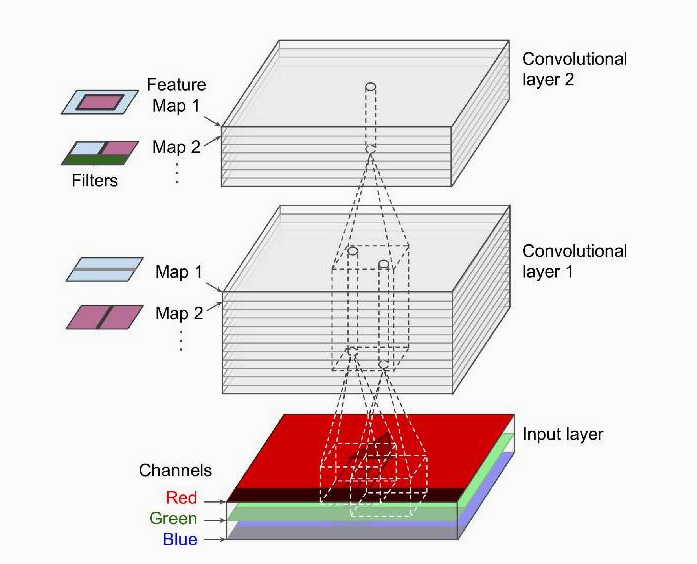 Feature
Map 1
Map 2
Filters
Convolutional
layer 2
Map 1
Map 2
Convolutional
layer 1
Input layer
Channels
Red
Green
Blue